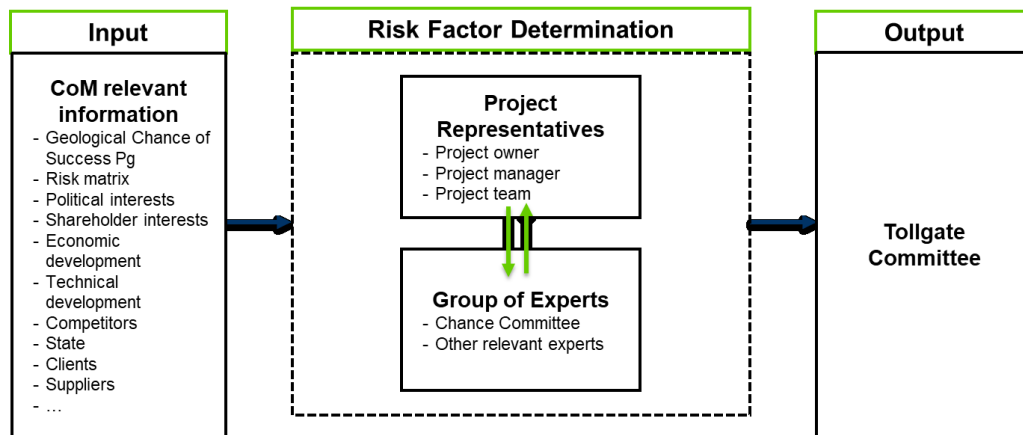 Input
CoM relevant
information
- Geological Chance of
Success Pg
- Risk matrix
- Political interests
- Shareholder interests
- Economic
development
- Technical
development
- Competitors
- State
- Clients
- Suppliers
- …
Risk Factor Determination
Project
Representatives
- Project owner
- Project manager
- Project team
Group of Experts
- Chance Committee
- Other relevant experts
Output
Tollgate
Committee